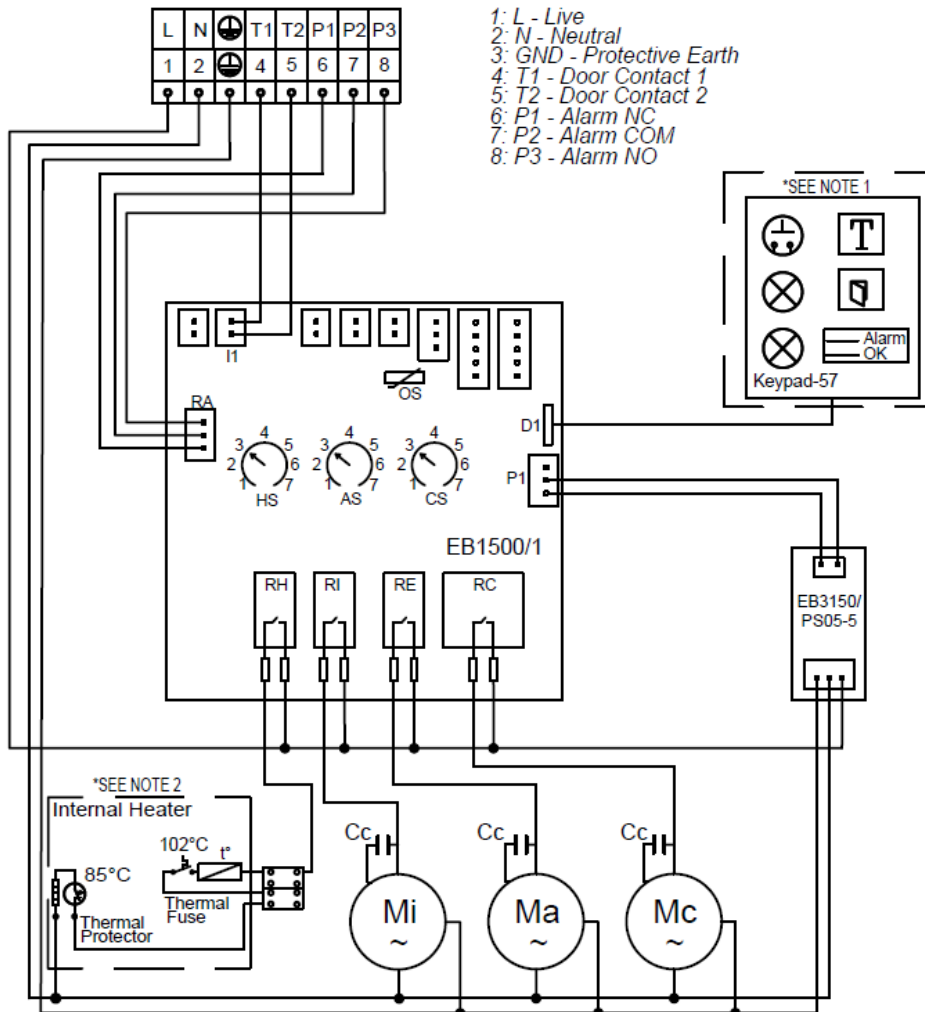 L N T1 T2 P1 P2 P3
1 2 4 5 6 7 8
1: L - Live
2: N - Neutral
3: GND - Protective Earth
4: T1 - Door Contact 1
5: T2 - Door Contact 2
6: P1 - Alarm NC
7: P2 - Alarm COM
8: P3 - Alarm NO
*SEE NOTE 1
T
Alarm
OK
Keypad-57
I1
OS
RA
D1
P1
1 2 3 4 5 6 7
HS
1 2 3 4 5 6 7
AS
1 2 3 4 5 6 7
CS
EB1500/1
RH RI RE RC
EB3150/
PS05-5
*SEE NOTE 2
Internal Heater
102°C
t°
85°C
Thermal
Fuse
Thermal
Protector
Cc Cc Cc
Mi
~
Ma
~
Mc
~